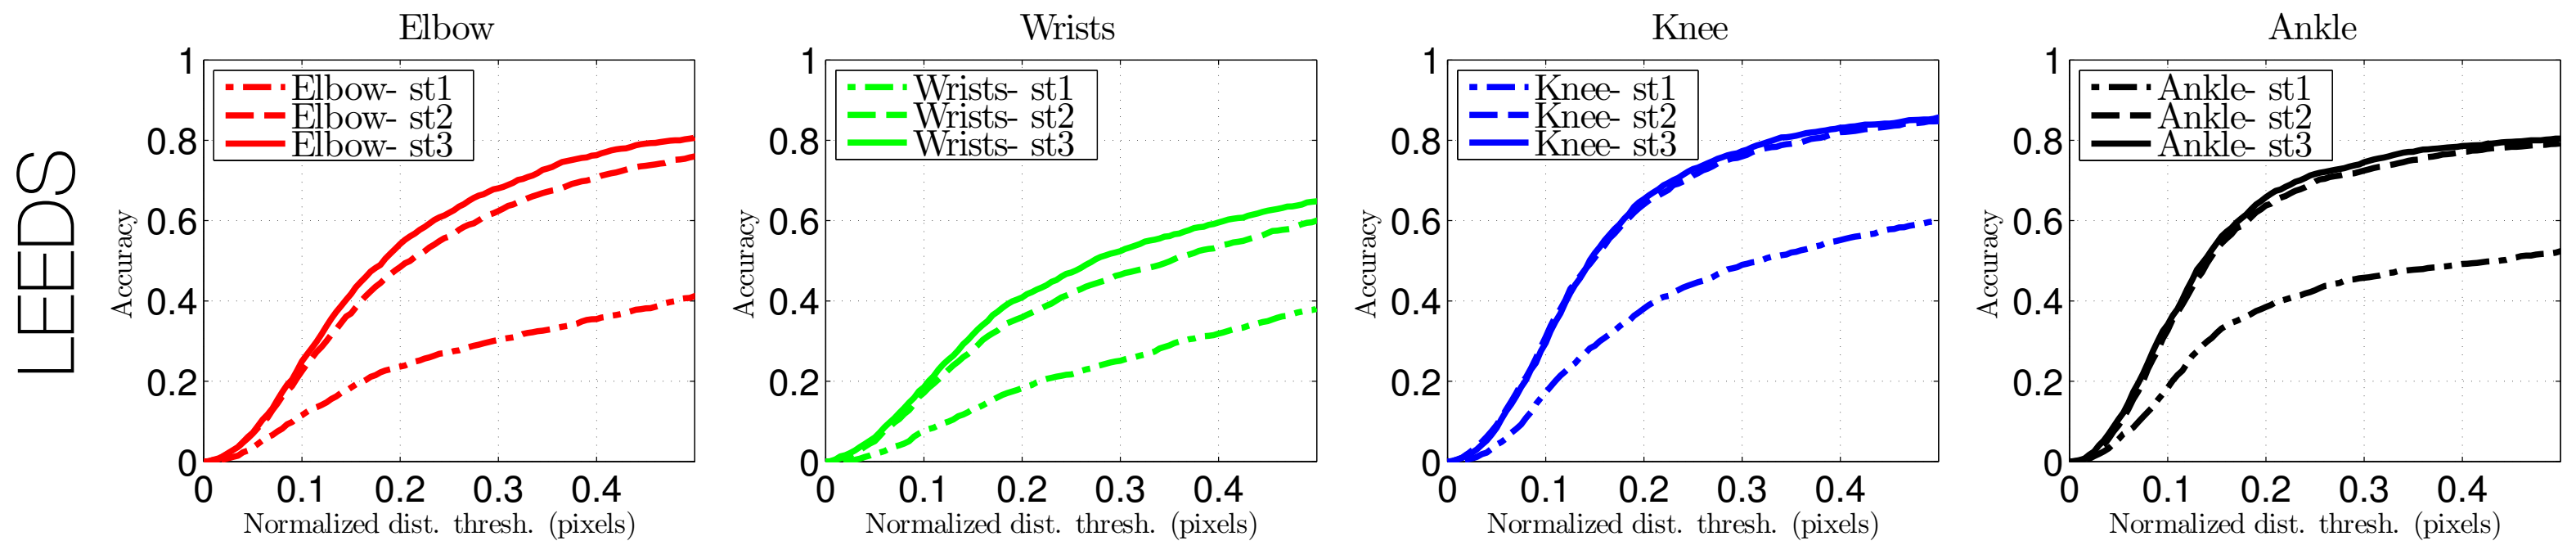 LEEDS
Elbow
1
0.8
0.6
0.4
0.2
0
Accuracy
Elbow- st1
Elbow- st2
Elbow- st3
0 0.1 0.2 0.3 0.4
Normalized dist. thresh. (pixels)
Wrists
1
0.8
0.6
0.4
0.2
0
Accuracy
Wrists- st1
Wrists- st2
Wrists- st3
0 0.1 0.2 0.3 0.4
Normalized dist. thresh. (pixels)
Knee
1
0.8
0.6
0.4
0.2
0
Accuracy
Knee- st1
Knee- st2
Knee- st3
0 0.1 0.2 0.3 0.4
Normalized dist. thresh. (pixels)
Ankle
1
0.8
0.6
0.4
0.2
0
Accuracy
Ankle- st1
Ankle- st2
Ankle- st3
0 0.1 0.2 0.3 0.4
Normalized dist. thresh. (pixels)